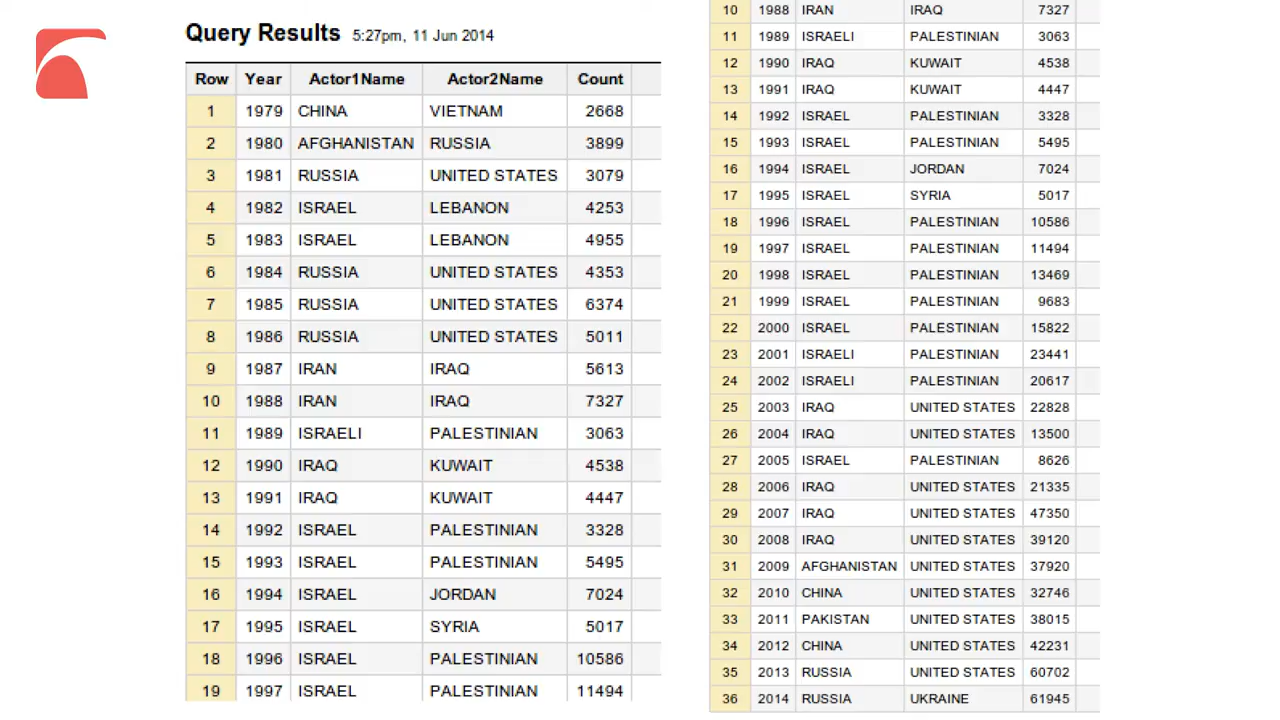 Query Results 5:27pm, 11 Jun 2014
Row Year Actor1Name Actor2Name Count
1 1979 CHINA VIETNAM 2668
2 1980 AFGHANISTAN RUSSIA 3899
3 1981 RUSSIA UNITED STATES 3079
4 1982 ISRAEL LEBANON 4253
5 1983 ISRAEL LEBANON 4955
6 1984 RUSSIA UNITED STATES 4353
7 1985 RUSSIA UNITED STATES 6374
8 1986 RUSSIA UNITED STATES 5011
9 1987 IRAN IRAQ 5613
10 1988 IRAN IRAQ 7327
11 1989 ISRAELI PALESTINIAN 3063
12 1990 IRAQ KUWAIT 4538
13 1991 IRAQ KUWAIT 4447
14 1992 ISRAEL PALESTINIAN 3328
15 1993 ISRAEL PALESTINIAN 5495
16 1994 ISRAEL JORDAN 7024
17 1995 ISRAEL SYRIA 5017
18 1996 ISRAEL PALESTINIAN 10586
19 1997 ISRAEL PALESTINIAN 11494
10 1988 IRAN IRAQ 7327
11 1989 ISRAELI PALESTINIAN 3063
12 1990 IRAQ KUWAIT 4538
13 1991 IRAQ KUWAIT 4447
14 1992 ISRAEL PALESTINIAN 3328
15 1993 ISRAEL PALESTINIAN 5495
16 1994 ISRAEL JORDAN 7024
17 1995 ISRAEL SYRIA 5017
18 1996 ISRAEL PALESTINIAN 10586
19 1997 ISRAEL PALESTINIAN 11494
20 1998 ISRAEL PALESTINIAN 13469
21 1999 ISRAEL PALESTINIAN 9683
22 2000 ISRAEL PALESTINIAN 15822
23 2001 ISRAELI PALESTINIAN 23441
24 2002 ISRAELI PALESTINIAN 20617
25 2003 IRAQ UNITED STATES 22828
26 2004 IRAQ UNITED STATES 13500
27 2005 ISRAEL PALESTINIAN 8626
28 2006 IRAQ UNITED STATES 21335
29 2007 IRAQ UNITED STATES 47350
30 2008 IRAQ UNITED STATES 39120
31 2009 AFGHANISTAN UNITED STATES 37920
32 2010 CHINA UNITED STATES 32746
33 2011 PAKISTAN UNITED STATES 38015
34 2012 CHINA UNITED STATES 42231
35 2013 RUSSIA UNITED STATES 60702
36 2014 RUSSIA UKRAINE 61945